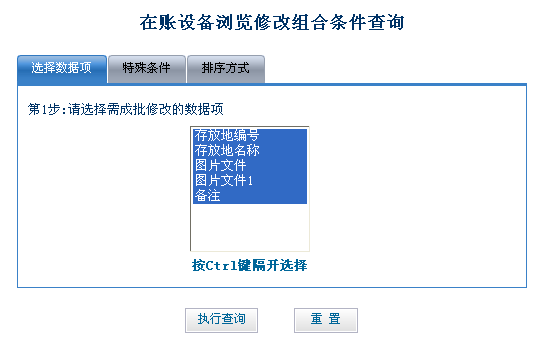 在账设备浏览修改组合条件查询
选择数据项 特殊条件 排序方式
第1步:请选择需成批修改的数据项
存放地编号
存放地名称
图片文件
图片文件1
备注
按Ctrl键隔开选择
执行查询 重 置